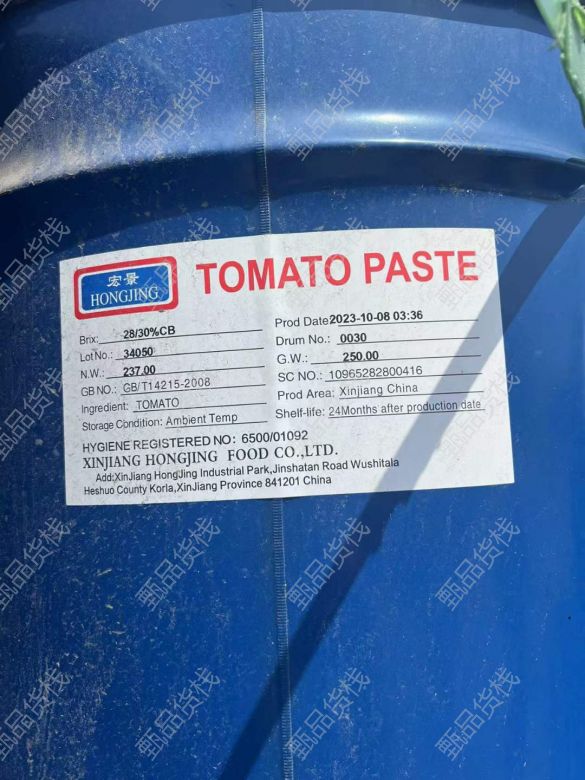 宏景
HONGJING
TOMATO PASTE
Brix: 28/30%CB
Lot No.: 34050
N.W.: 237.00
GB NO.: GB/T14215-2008
Ingredient: TOMATO
Storage Condition: Ambient Temp
Prod Date 2023-10-08 03:36
Drum No. 0030
G.W.: 250.00
SC NO. 10965282800416
Prod Area: Xinjiang China
Shelf-life: 24Months after production date
HYGIENE REGISTERED NO: 6500/01092
XINJIANG HONGJING FOOD CO.,LTD.
Add:XinJiang HongJing Industrial Park,Jinshatan Road Wushitala
Heshuo County Korla,XinJiang Province 841201 China
甄品货栈